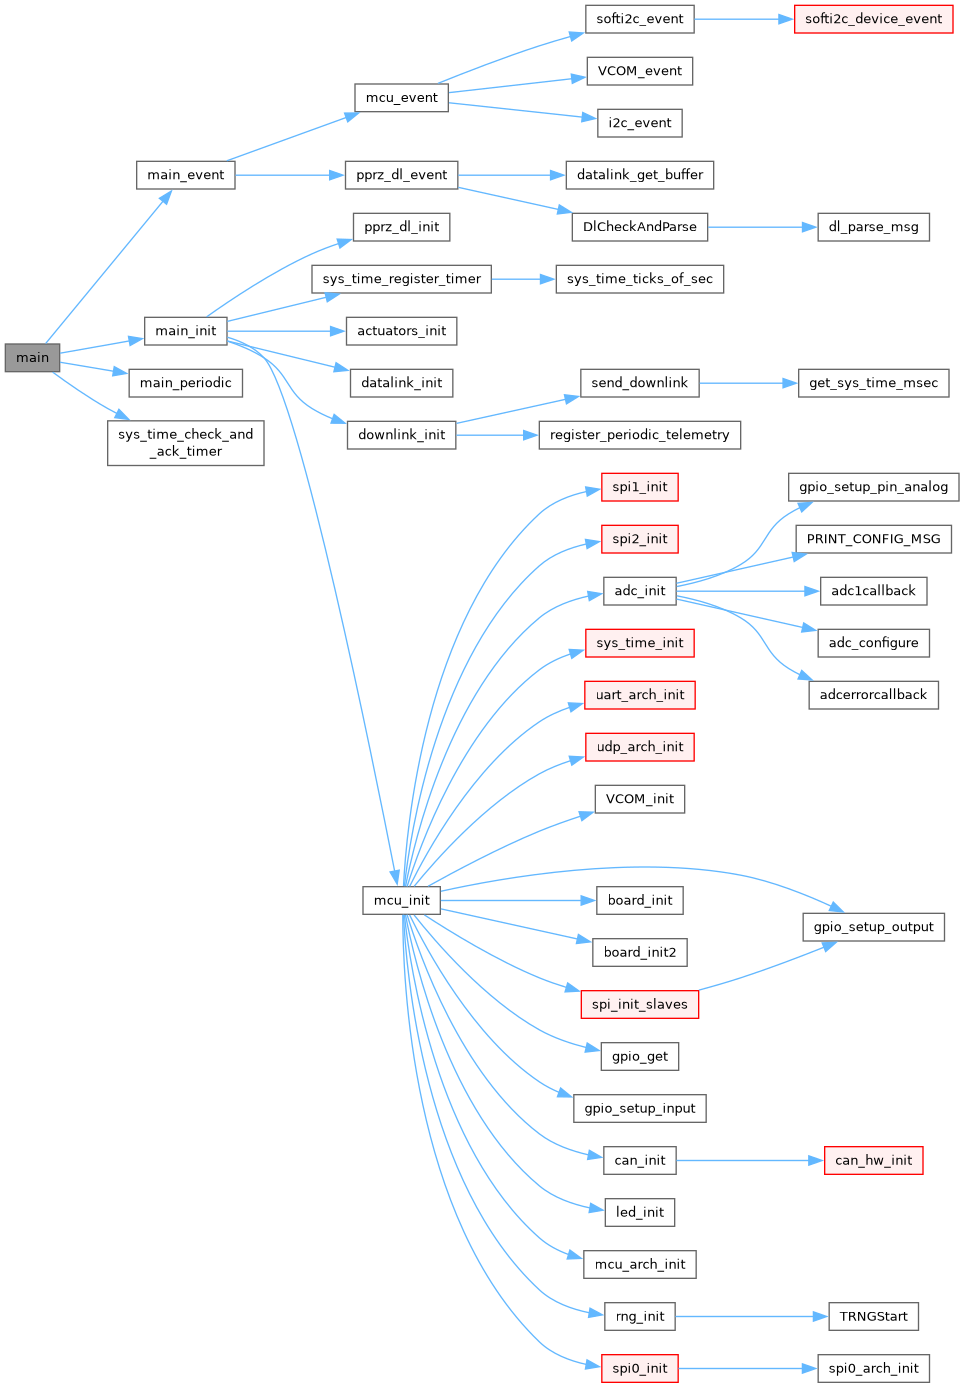 softi2c_event
softi2c_device_event
VCOM_event
mcu_event
i2c_event
main_event
pprz_dl_event
datalink_get_buffer
pprz_dl_init
DlCheckAndParse
dl_parse_msg
sys_time_register_timer
sys_time_ticks_of_sec
main_init
actuators_init
main
main_periodic
datalink_init
send_downlink
get_sys_time_msec
sys_time_check_and
_ack_timer
downlink_init
register_periodic_telemetry
spi1_init
gpio_setup_pin_analog
spi2_init
PRINT_CONFIG_MSG
adc_init
adc1callback
sys_time_init
adc_configure
uart_arch_init
adcerrorcallback
udp_arch_init
VCOM_init
mcu_init
board_init
gpio_setup_output
board_init2
spi_init_slaves
gpio_get
gpio_setup_input
can_init
can_hw_init
led_init
mcu_arch_init
rng_init
TRNGStart
spi0_init
spi0_arch_init